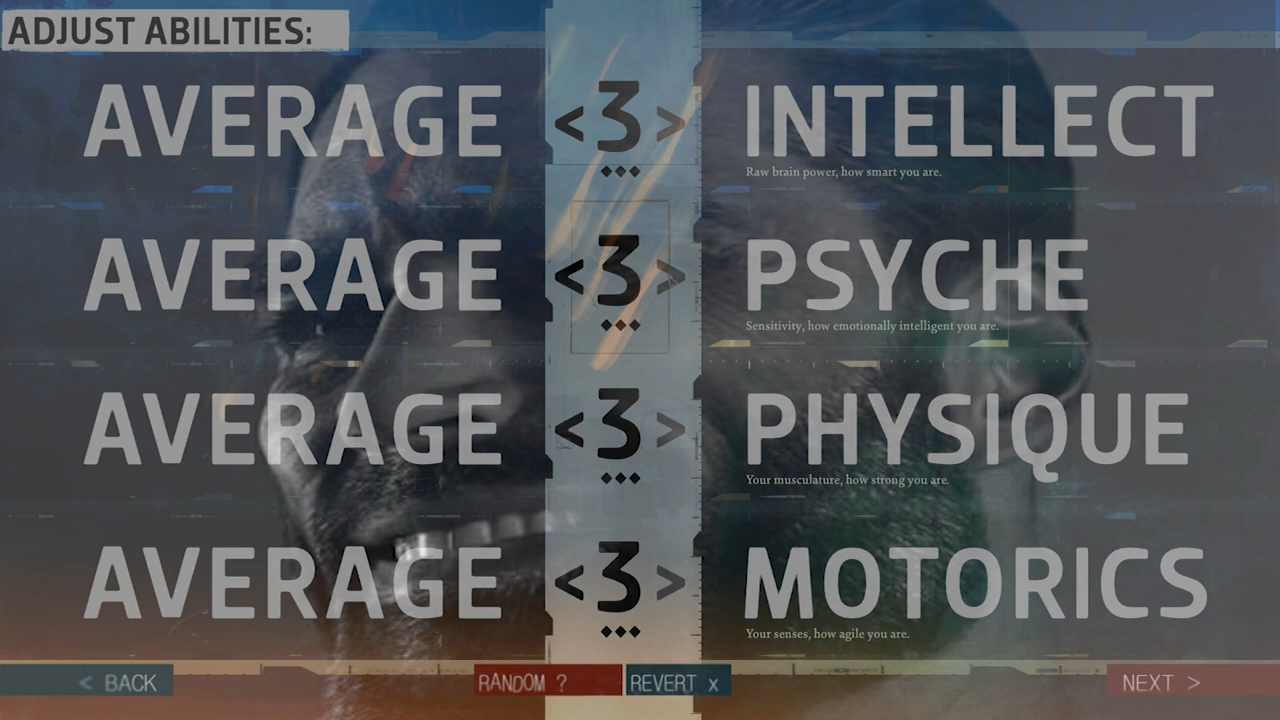 ADJUST ABILITIES:
AVERAGE < 3 > INTELLECT
Raw brain power, how smart you are.
AVERAGE < 3 > PSYCHE
Sensitivity, how emotionally intelligent you are.
AVERAGE < 3 > PHYSIQUE
Your musculature, how strong you are.
AVERAGE < 3 > MOTORICS
Your senses, how agile you are.
< BACK RANDOM ? REVERT x NEXT >